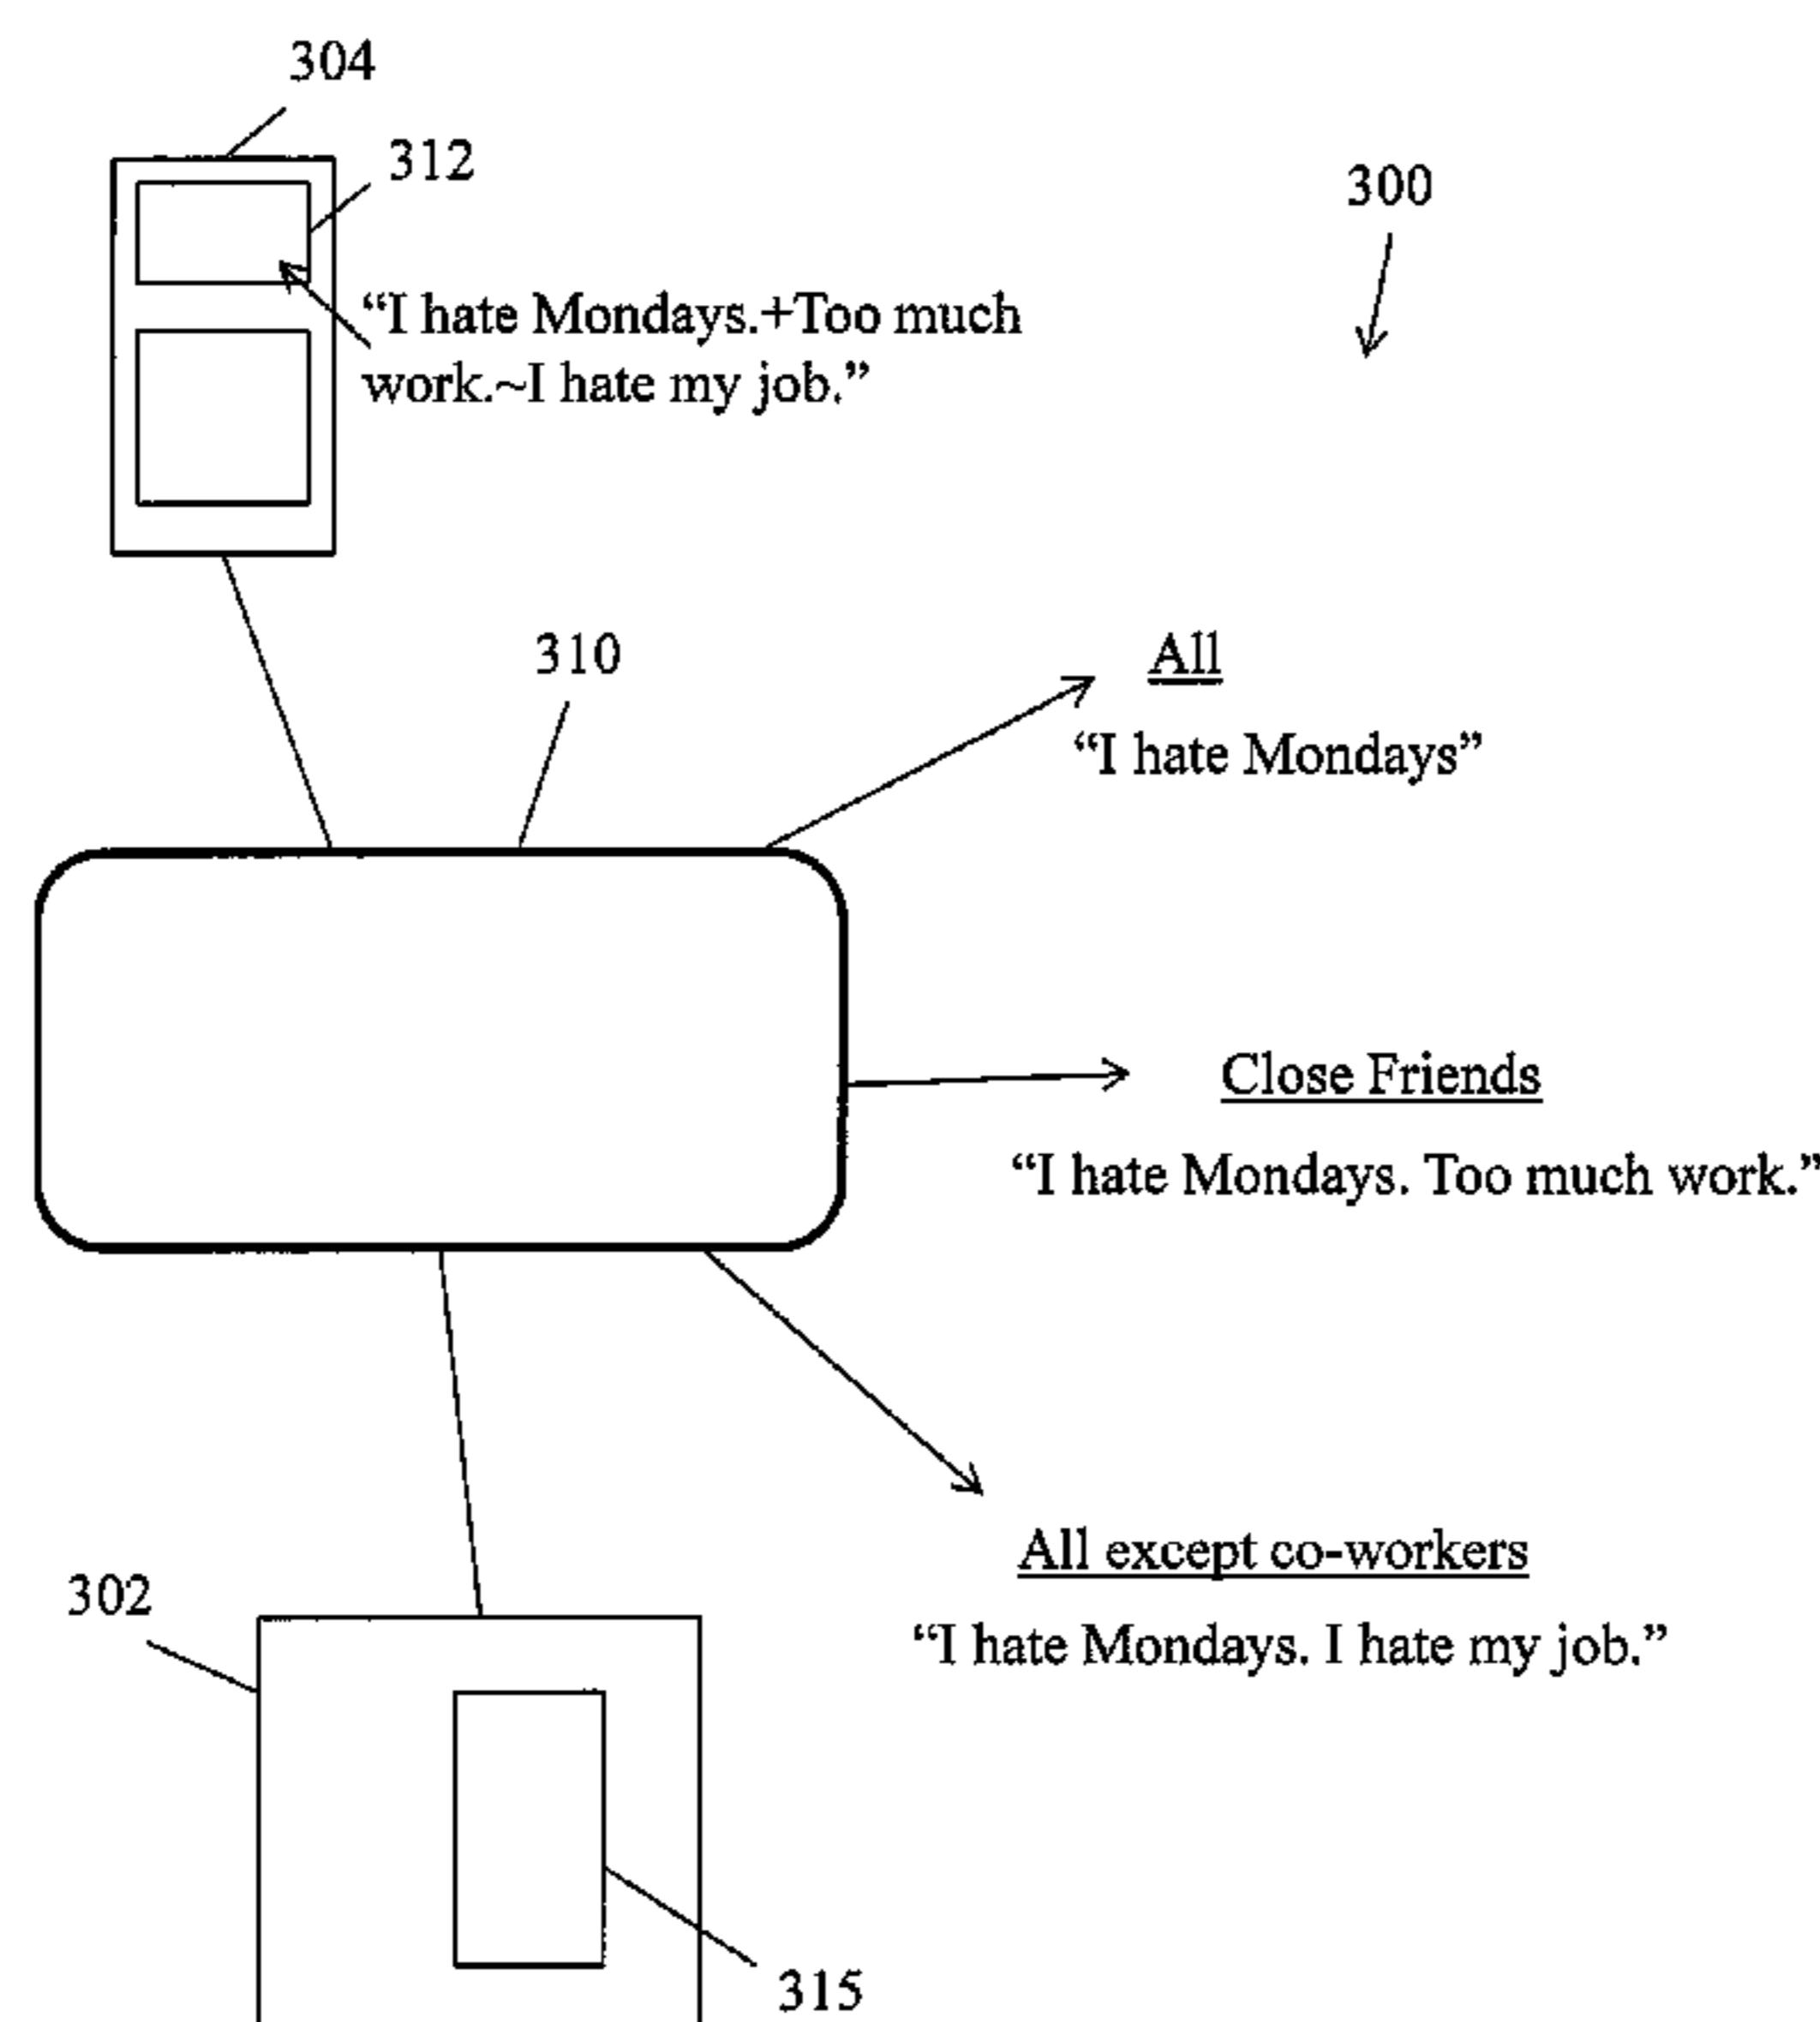 304
312
300
“I hate Mondays.+Too much
work.~I hate my job.”
310
All
“I hate Mondays”
Close Friends
“I hate Mondays. Too much work.”
All except co-workers
302
“I hate Mondays. I hate my job.”
315